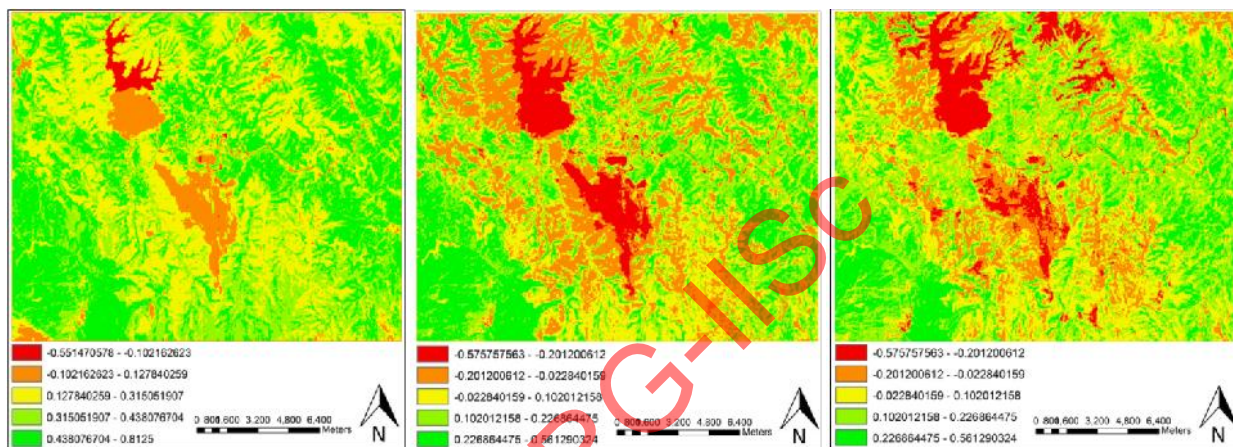 -0.551470578 - -0.102162623
-0.102162623 - 0.127840259
0.127840259 - 0.315051907
0.315051907 - 0.438076704
0.438076704 - 0.8125
0 800 1,600 3,200 4,800 6,400
Meters
N
-0.575757563 - -0.201200612
-0.201200612 - -0.022840159
-0.022840159 - 0.102012158
0.102012158 - 0.226864475
0.226864475 - 0.561290324
0 800 1,600 3,200 4,800 6,400
Meters
N
-0.575757563 - -0.201200612
-0.201200612 - -0.022840159
-0.022840159 - 0.102012158
0.102012158 - 0.226864475
0.226864475 - 0.561290324
0 800 1,600 3,200 4,800 6,400
Meters
N
G-IISc